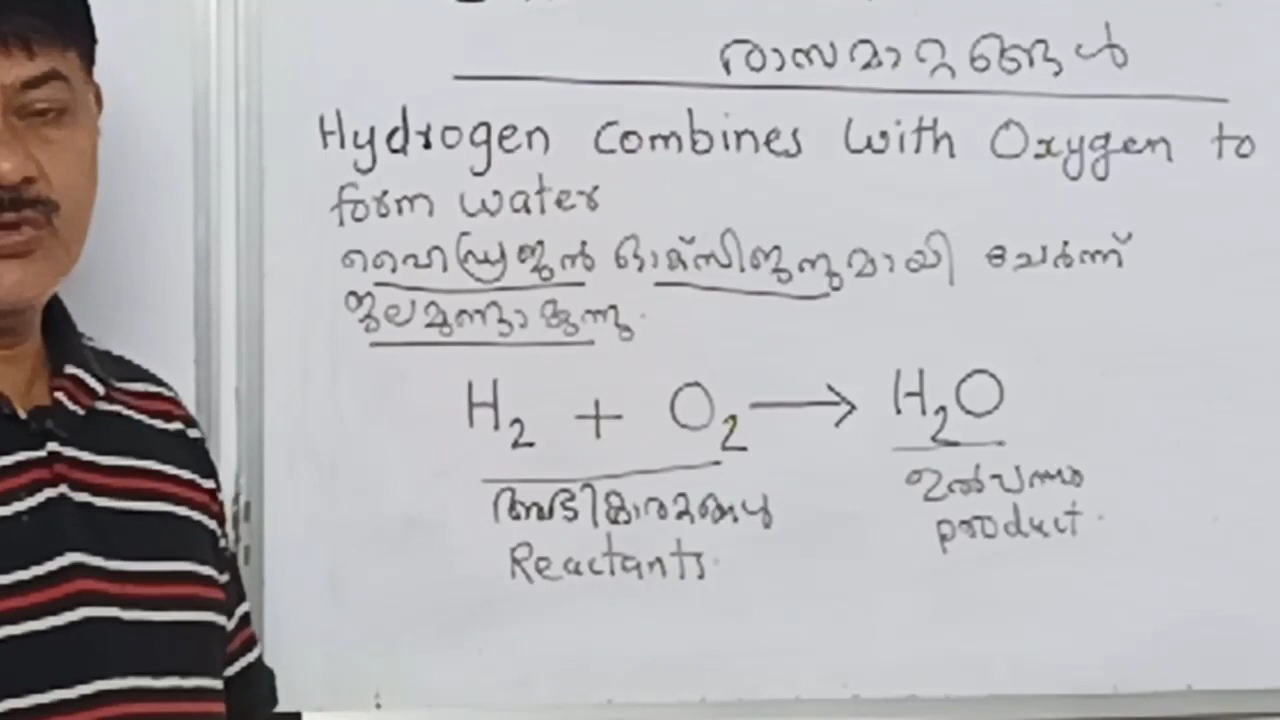 രാസമാറ്റങ്ങൾ
Hydrogen combines with Oxygen to
form water
ഹൈഡ്രജൻ ഓക്സിജനുമായി ചേർന്ന്
ജലമുണ്ടാകുന്നു.
H₂ + O₂ → H₂O
അഭികാരകങ്ങൾ
Reactants.
ഉൽപന്നം
product.